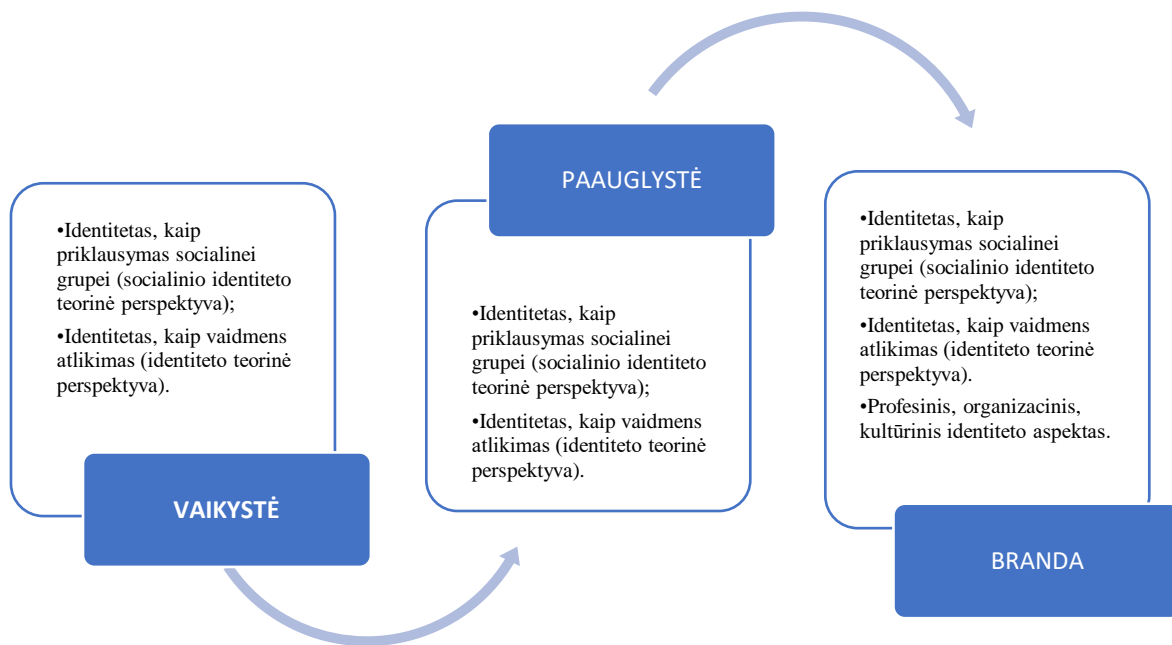 •Identitetas, kaip
priklausymas socialinei
grupei (socialinio identiteto
teorinė perspektyva);
•Identitetas, kaip vaidmens
atlikimas (identiteto teorinė
perspektyva).
VAIKYSTĖ
PAAUGLYSTĖ
•Identitetas, kaip
priklausymas socialinei
grupei (socialinio identiteto
teorinė perspektyva);
•Identitetas, kaip vaidmens
atlikimas (identiteto teorinė
perspektyva).
•Identitetas, kaip
priklausymas socialinei
grupei (socialinio identiteto
teorinė perspektyva);
•Identitetas, kaip vaidmens
atlikimas (identiteto teorinė
perspektyva).
•Profesinis, organizacinis,
kultūrinis identiteto aspektas.
BRANDA